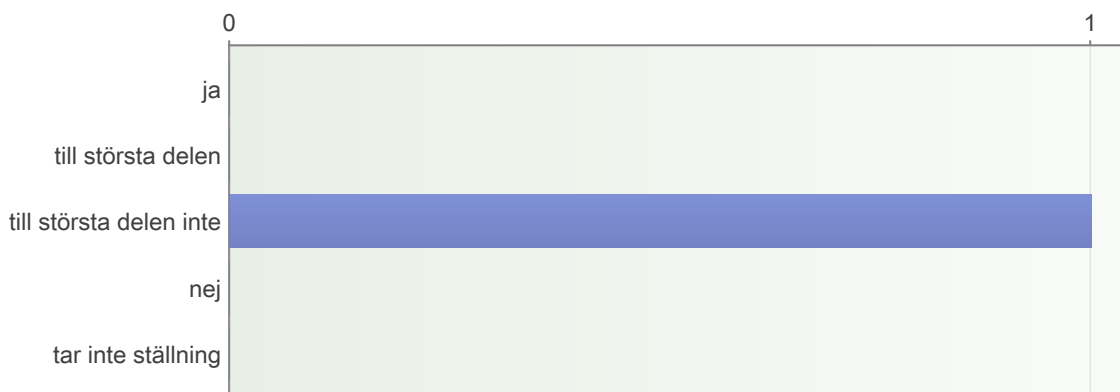 0 1
ja
till största delen
till största delen inte
nej
tar inte ställning